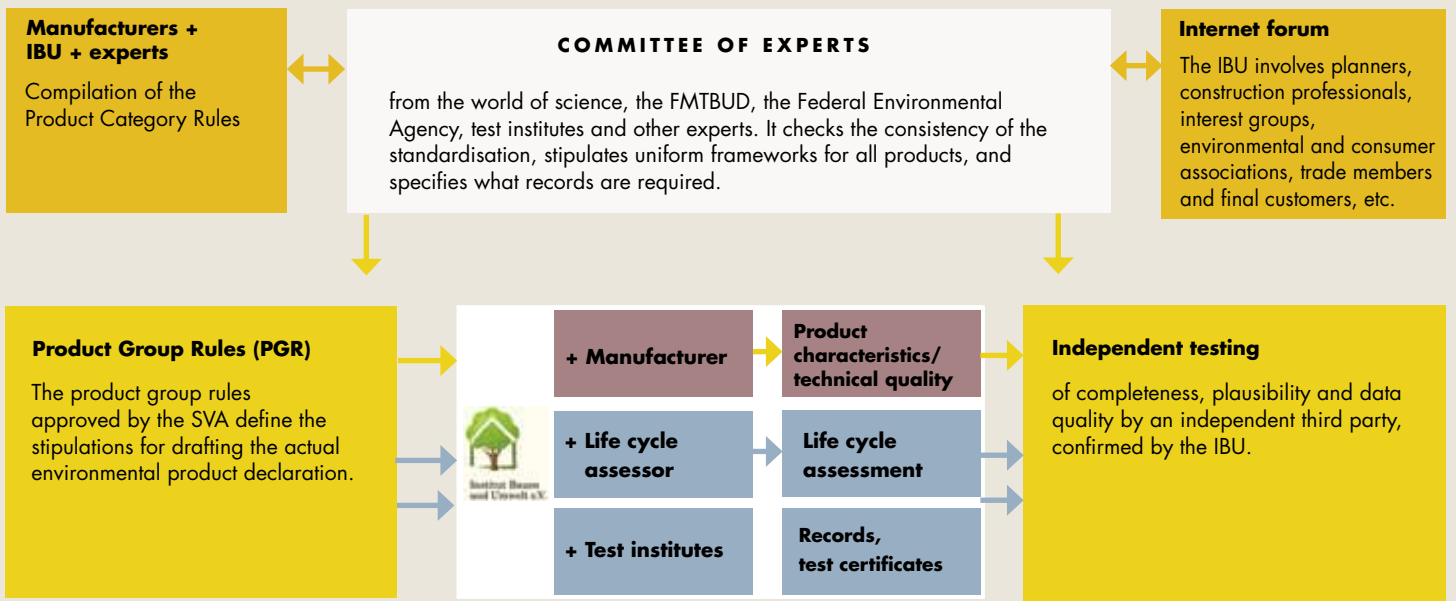 Manufacturers +
IBU + experts
Compilation of the
Product Category Rules
COMMITTEE OF EXPERTS
from the world of science, the FMTBUD, the Federal Environmental
Agency, test institutes and other experts. It checks the consistency of the
standardisation, stipulates uniform frameworks for all products, and
specifies what records are required.
Internet forum
The IBU involves planners,
construction professionals,
interest groups,
environmental and consumer
associations, trade members
and final customers, etc.
Product Group Rules (PGR)
The product group rules
approved by the SVA define the
stipulations for drafting the actual
environmental product declaration.
Institut Bauen
und Umwelt e.V.
+ Manufacturer
Product
characteristics/
technical quality
+ Life cycle
assessor
Life cycle
assessment
+ Test institutes
Records,
test certificates
Independent testing
of completeness, plausibility and data
quality by an independent third party,
confirmed by the IBU.